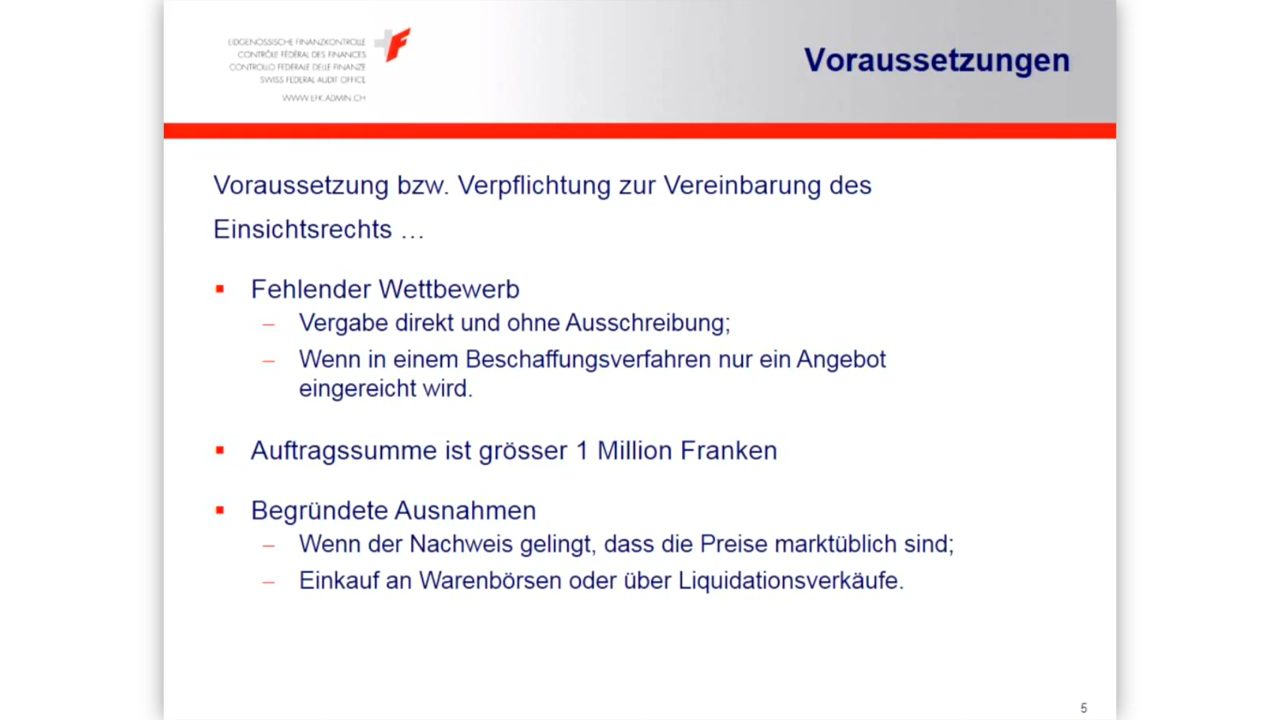 EIDGENÖSSISCHE FINANZKONTROLLE
CONTRÔLE FÉDÉRAL DES FINANCES
CONTROLLO FEDERALE DELLE FINANZE
SWISS FEDERAL AUDIT OFFICE
WWW.EFK.ADMIN.CH
Voraussetzungen
Voraussetzung bzw. Verpflichtung zur Vereinbarung des
Einsichtsrechts …
▪ Fehlender Wettbewerb
– Vergabe direkt und ohne Ausschreibung;
– Wenn in einem Beschaffungsverfahren nur ein Angebot
eingereicht wird.
▪ Auftragssumme ist grösser 1 Million Franken
▪ Begründete Ausnahmen
– Wenn der Nachweis gelingt, dass die Preise marktüblich sind;
– Einkauf an Warenbörsen oder über Liquidationsverkäufe.
5